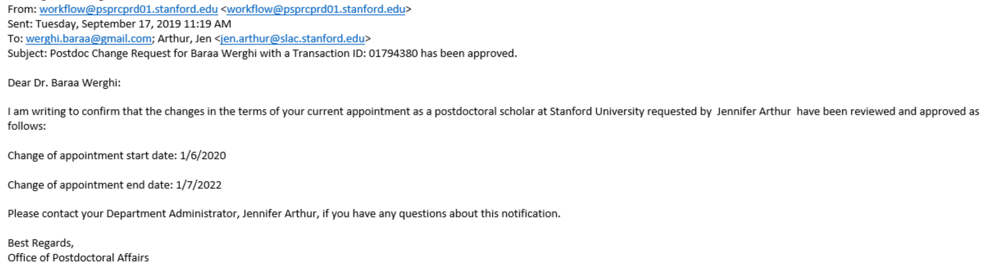 From: workflow@psprcprd01.stanford.edu <workflow@psprcprd01.stanford.edu>
Sent: Tuesday, September 17, 2019 11:19 AM
To: werghi.baraa@gmail.com; Arthur, Jen <jen.arthur@slac.stanford.edu>
Subject: Postdoc Change Request for Baraa Werghi with a Transaction ID: 01794380 has been approved.
Dear Dr. Baraa Werghi:
I am writing to confirm that the changes in the terms of your current appointment as a postdoctoral scholar at Stanford University requested by  Jennifer Arthur  have been reviewed and approved as
follows:
Change of appointment start date: 1/6/2020
Change of appointment end date: 1/7/2022
Please contact your Department Administrator, Jennifer Arthur, if you have any questions about this notification.
Best Regards,
Office of Postdoctoral Affairs